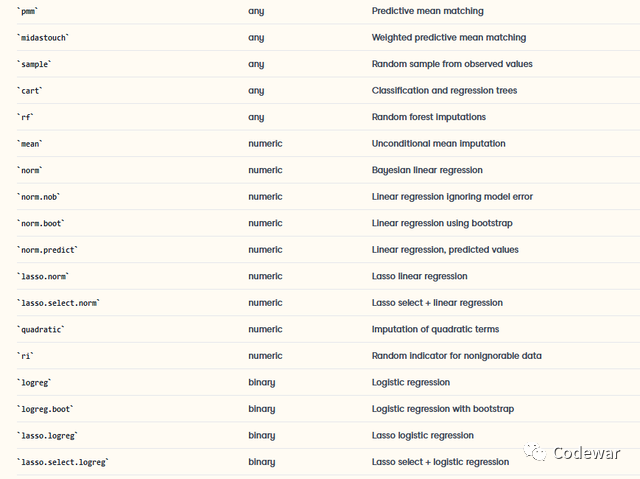 `pmm` any Predictive mean matching
`midastouch` any Weighted predictive mean matching
`sample` any Random sample from observed values
`cart` any Classification and regression trees
`rf` any Random forest imputations
`mean` numeric Unconditional mean imputation
`norm` numeric Bayesian linear regression
`norm.nob` numeric Linear regression ignoring model error
`norm.boot` numeric Linear regression using bootstrap
`norm.predict` numeric Linear regression, predicted values
`lasso.norm` numeric Lasso linear regression
`lasso.select.norm` numeric Lasso select + linear regression
`quadratic` numeric Imputation of quadratic terms
`ri` numeric Random indicator for nonignorable data
`logreg` binary Logistic regression
`logreg.boot` binary Logistic regression with bootstrap
`lasso.logreg` binary Lasso logistic regression
`lasso.select.logreg` binary Lasso select + logistic regression
Codewar